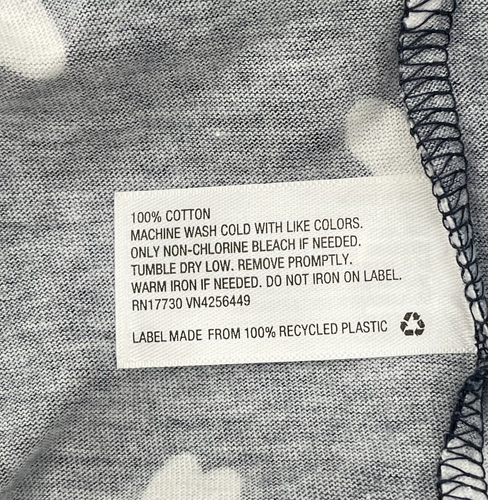 100% COTTON
MACHINE WASH COLD WITH LIKE COLORS.
ONLY NON-CHLORINE BLEACH IF NEEDED.
TUMBLE DRY LOW. REMOVE PROMPTLY.
WARM IRON IF NEEDED. DO NOT IRON ON LABEL.
RN17730 VN4256449
LABEL MADE FROM 100% RECYCLED PLASTIC